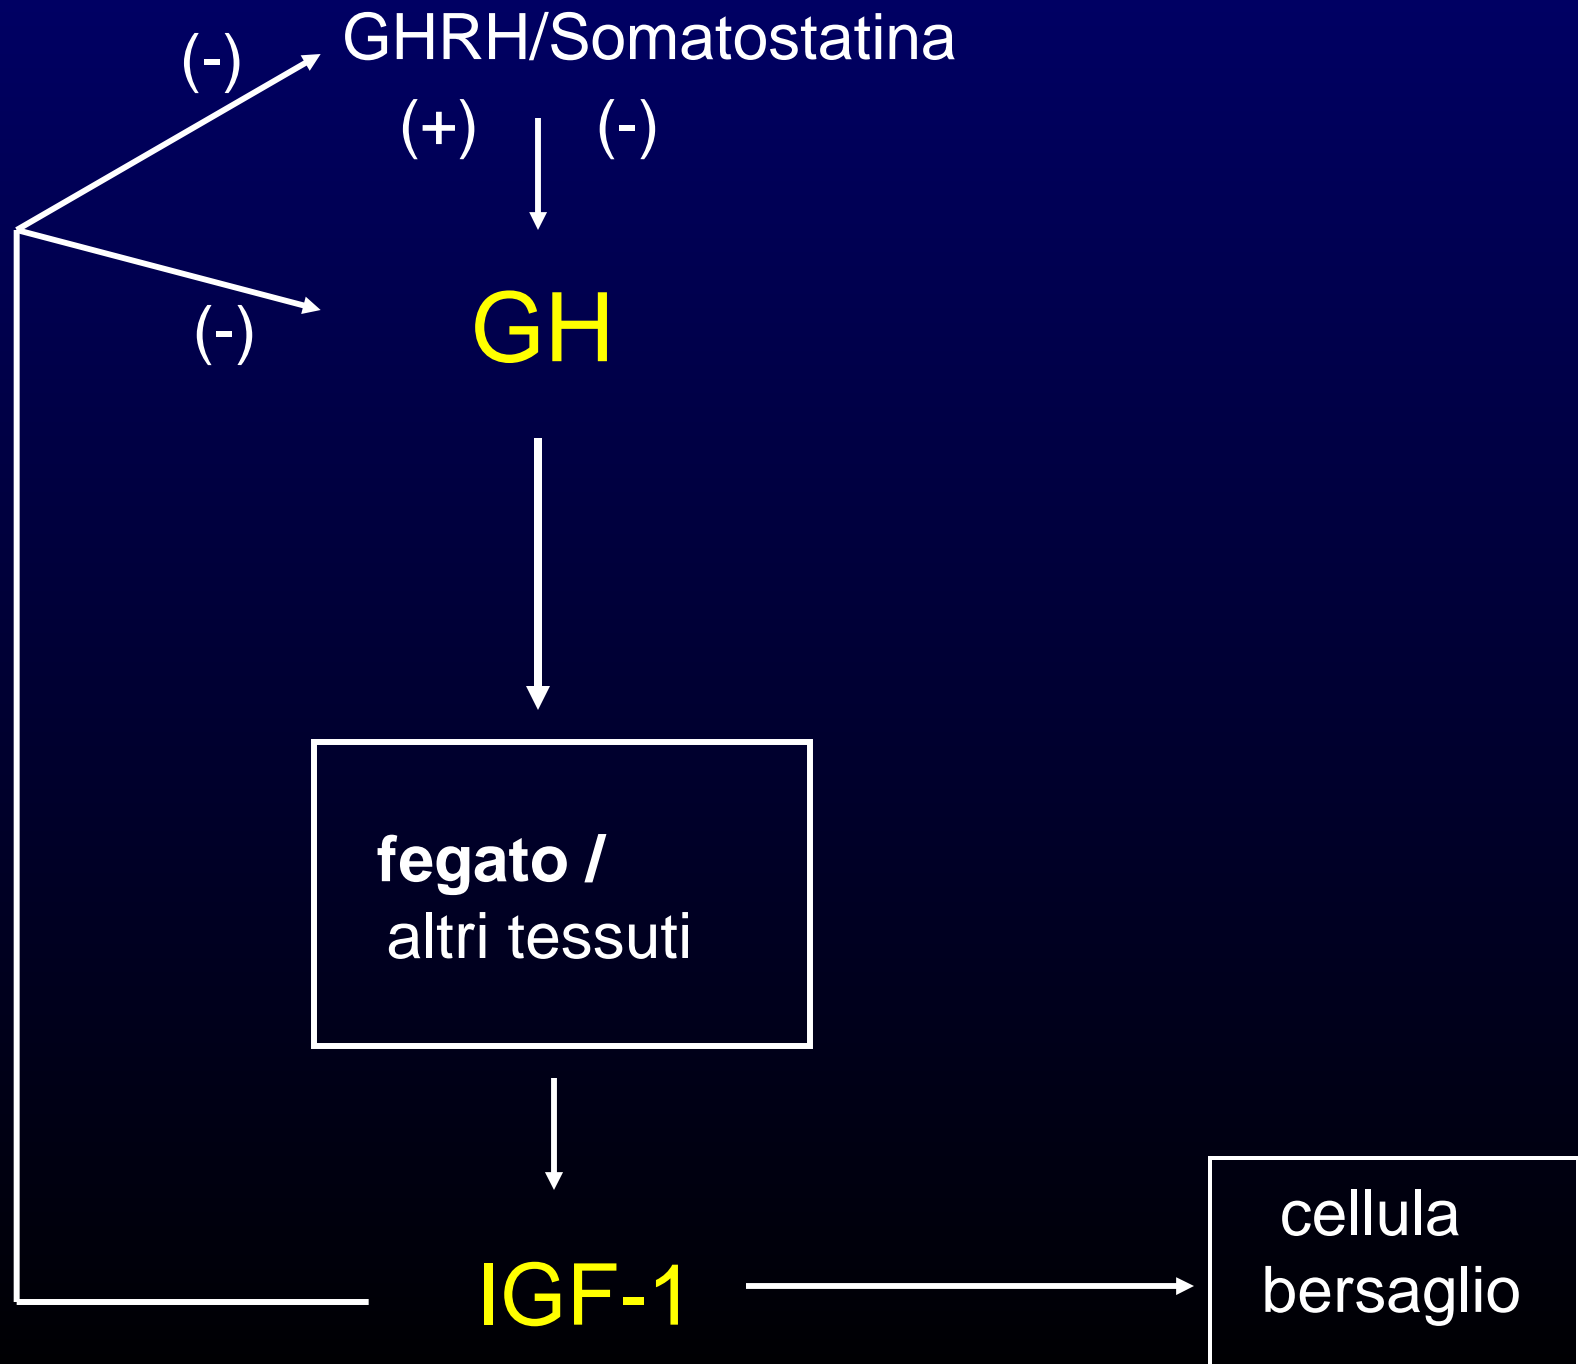 (-)
GHRH/Somatostatina
(+) (-)
GH
(-)
fegato /
altri tessuti
IGF-1
cellula
bersaglio